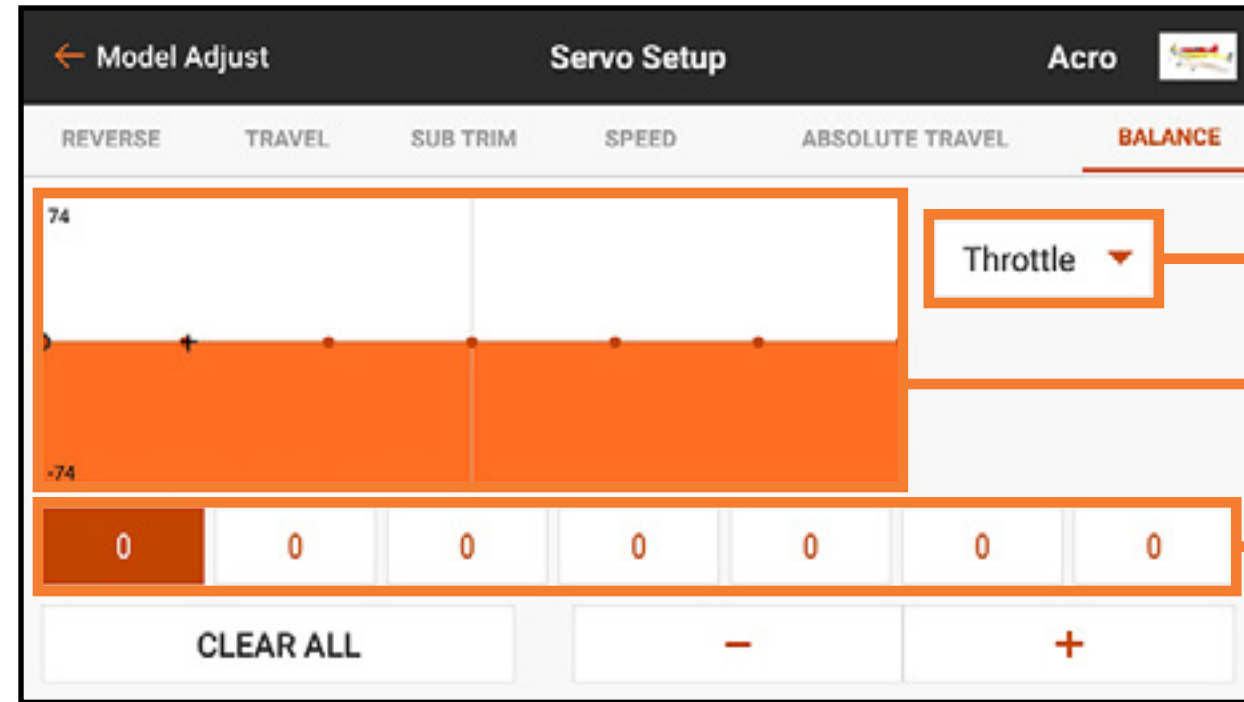 ← Model Adjust Servo Setup Acro
REVERSE TRAVEL SUB TRIM SPEED ABSOLUTE TRAVEL BALANCE
74
Throttle
-74
0 0 0 0 0 0 0
CLEAR ALL − +